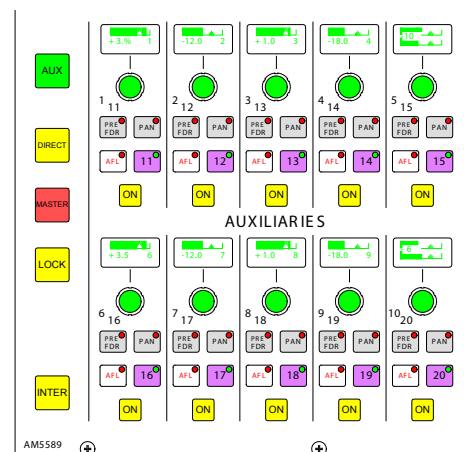 + 3.% 1
-12.0 2
+ 1.0 3
-18.0 4
10
AUX
1 11
2 12
3 13
4 14
5 15
PRE FDR PAN
PRE FDR PAN
PRE FDR PAN
PRE FDR PAN
PRE FDR PAN
DIRECT
AFL 11
AFL 12
AFL 13
AFL 14
AFL 15
MASTER
ON
ON
ON
ON
ON
AUXILIARIES
LOCK
+ 3.5 6
-12.0 7
+ 1.0 8
-18.0 9
6
6 16
7 17
8 18
9 19
10 20
PRE FDR PAN
PRE FDR PAN
PRE FDR PAN
PRE FDR PAN
PRE FDR PAN
AFL 16
AFL 17
AFL 18
AFL 19
AFL 20
INTER
ON
ON
ON
ON
ON
AM5589